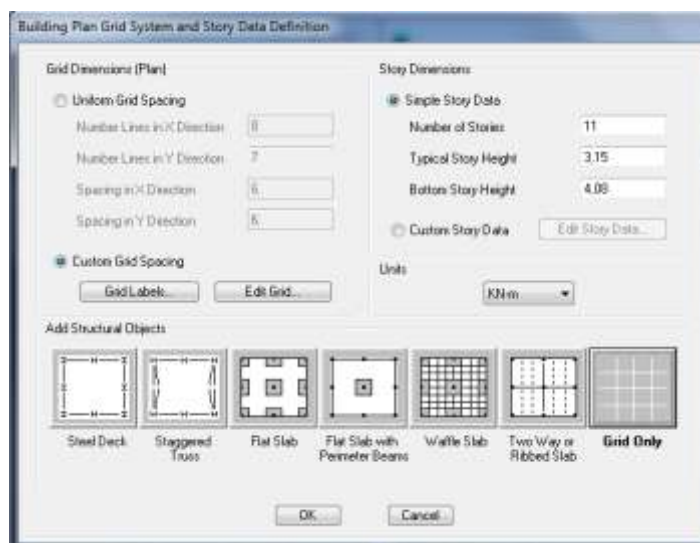 Building Plan Grid System and Story Data Definition
Grid Dimensions (Plan)
Uniform Grid Spacing
Number Lines in X Direction 8
Number Lines in Y Direction 7
Spacing in X Direction 6.
Spacing in Y Direction 6.
Custom Grid Spacing
Grid Labels... Edit Grid...
Story Dimensions
Simple Story Data
Number of Stories 11
Typical Story Height 3.15
Bottom Story Height 4.08
Custom Story Data Edit Story Data...
Units
KN-m
Add Structural Objects
Steel Deck
Staggered Truss
Flat Slab
Flat Slab with Perimeter Beams
Waffle Slab
Two Way or Ribbed Slab
Grid Only
OK Cancel